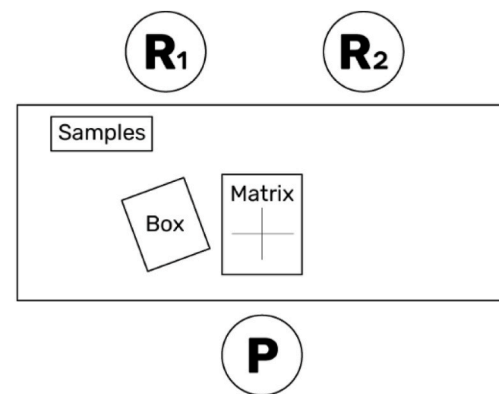 R1 R2
Samples
Matrix
Box
P